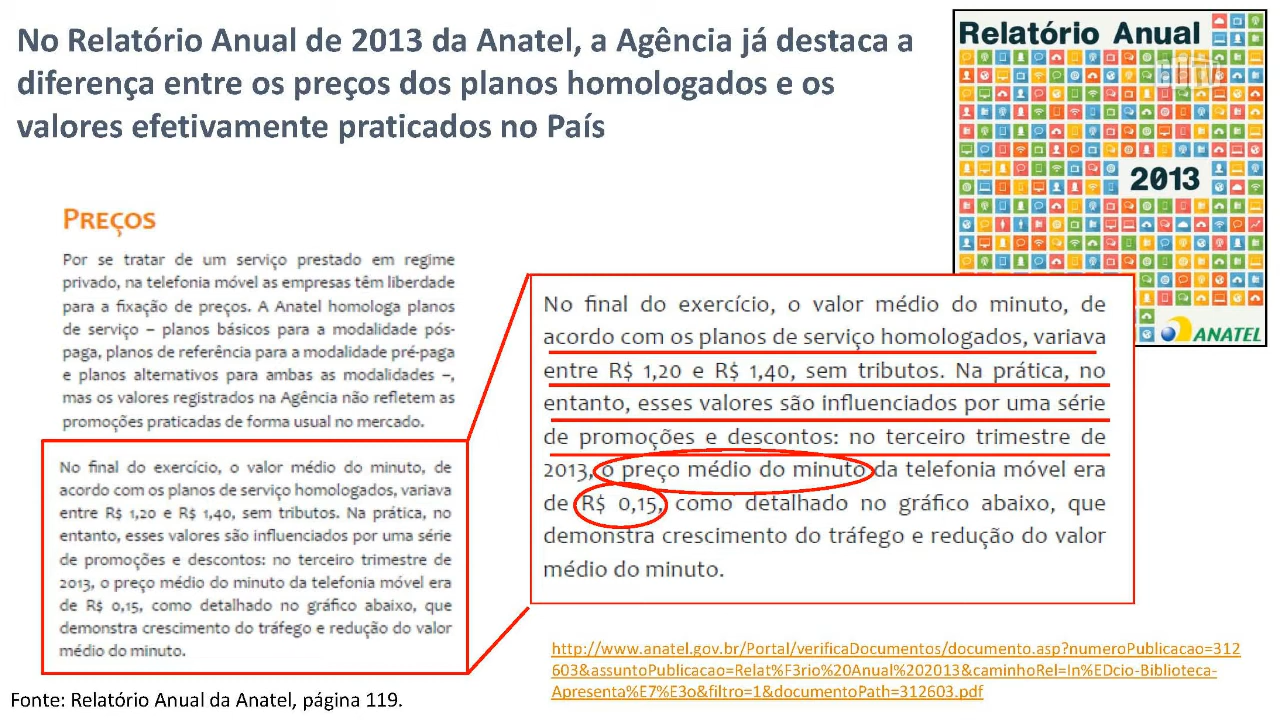 No Relatório Anual de 2013 da Anatel, a Agência já destaca a
diferença entre os preços dos planos homologados e os
valores efetivamente praticados no País
Relatório Anual
2013
ANATEL
PREÇOS
Por se tratar de um serviço prestado em regime
privado, na telefonia móvel as empresas têm liberdade
para a fixação de preços. A Anatel homologa planos
de serviço – planos básicos para a modalidade pós-
paga, planos de referência para a modalidade pré-paga
e planos alternativos para ambas as modalidades –,
mas os valores registrados na Agência não refletem as
promoções praticadas de forma usual no mercado.
No final do exercício, o valor médio do minuto, de
acordo com os planos de serviço homologados, variava
entre R$ 1,20 e R$ 1,40, sem tributos. Na prática, no
entanto, esses valores são influenciados por uma série
de promoções e descontos: no terceiro trimestre de
2013, o preço médio do minuto da telefonia móvel era
de R$ 0,15, como detalhado no gráfico abaixo, que
demonstra crescimento do tráfego e redução do valor
médio do minuto.
No final do exercício, o valor médio do minuto, de
acordo com os planos de serviço homologados, variava
entre R$ 1,20 e R$ 1,40, sem tributos. Na prática, no
entanto, esses valores são influenciados por uma série
de promoções e descontos: no terceiro trimestre de
2013, o preço médio do minuto da telefonia móvel era
de R$ 0,15, como detalhado no gráfico abaixo, que
demonstra crescimento do tráfego e redução do valor
médio do minuto.
http://www.anatel.gov.br/Portal/verificaDocumentos/documento.asp?numeroPublicacao=312
603&assuntoPublicacao=Relat%F3rio%20Anual%202013&caminhoRel=In%EDcio-Biblioteca-
Apresenta%E7%E3o&filtro=1&documentoPath=312603.pdf
Fonte: Relatório Anual da Anatel, página 119.